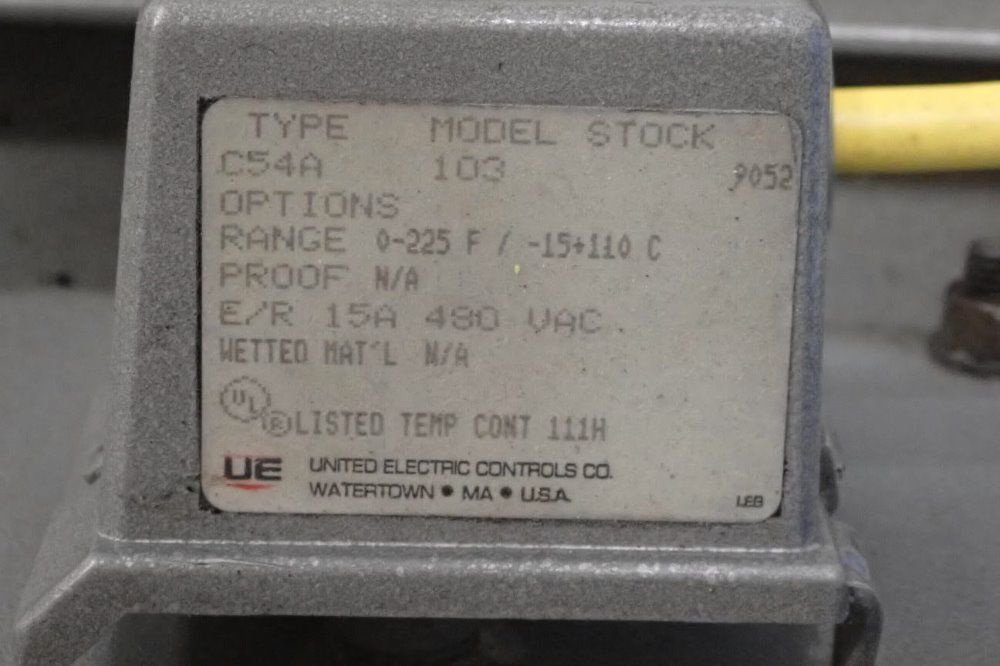 TYPE MODEL STOCK
C54A 103 9052
OPTIONS
RANGE 0-225 F / -15+110 C
PROOF N/A
E/R 15A 480 VAC
WETTED MAT'L N/A
UL
® LISTED TEMP CONT 111H
UE UNITED ELECTRIC CONTROLS CO.
WATERTOWN • MA • U.S.A.